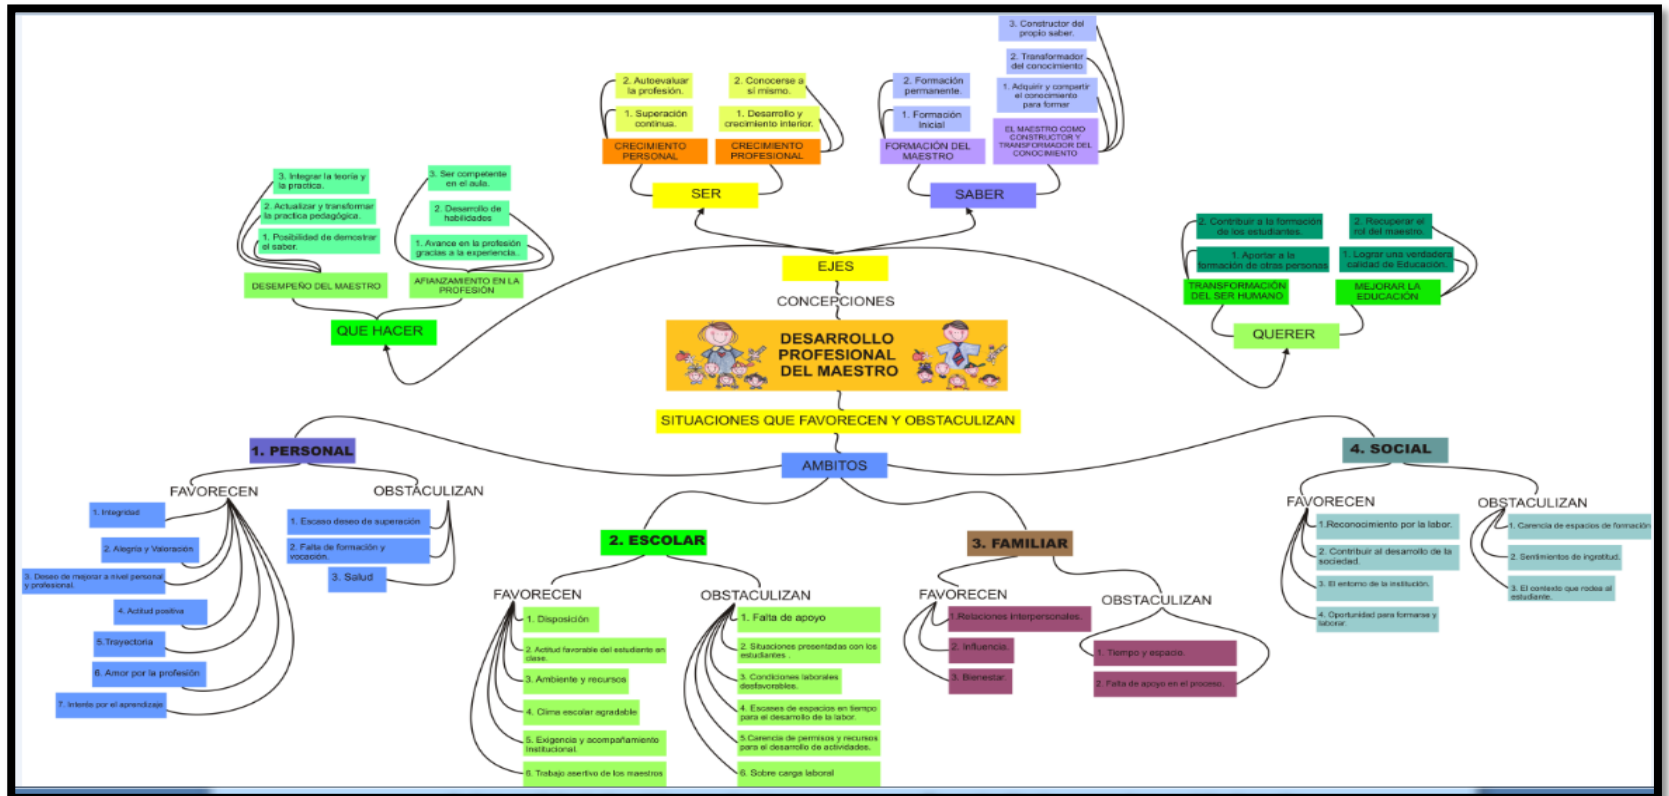 3. Constructor del
propio saber.
2. Transformador
del conocimiento
1. Adquirir y compartir
el conocimiento
para formar
EL MAESTRO COMO
CONSTRUCTOR Y
TRANSFORMADOR DEL
CONOCIMIENTO
2. Formación
permanente.
1. Formación
Inicial
FORMACIÓN DEL
MAESTRO
SABER
2. Autoevaluar
la profesión.
1. Superación
continua.
CRECIMIENTO
PERSONAL
2. Conocerse a
sí mismo.
1. Desarrollo y
crecimiento interior.
CRECIMIENTO
PROFESIONAL
SER
3. Integrar la teoría y
la practica.
2. Actualizar y transformar
la practica pedagógica.
1. Posibilidad de demostrar
el saber.
DESEMPEÑO DEL MAESTRO
3. Ser competente
en el aula.
2. Desarrollo de
habilidades
1. Avance en la profesión
gracias a la experiencia..
AFIANZAMIENTO EN LA
PROFESIÓN
QUE HACER
2. Contribuir a la formación
de los estudiantes.
1. Aportar a la
formación de otras personas
TRANSFORMACIÓN
DEL SER HUMANO
2. Recuperar el
rol del maestro.
1. Lograr una verdadera
calidad de Educación.
MEJORAR LA
EDUCACIÓN
QUERER
EJES
CONCEPCIONES
DESARROLLO
PROFESIONAL
DEL MAESTRO
SITUACIONES QUE FAVORECEN Y OBSTACULIZAN
AMBITOS
1. PERSONAL
FAVORECEN
1. Integridad
2. Alegría y Valoración
3. Deseo de mejorar a nivel personal
y profesional.
4. Actitud positiva
5.Trayectoria
6. Amor por la profesión
7. Interés por el aprendizaje
OBSTACULIZAN
1. Escaso deseo de superación
2. Falta de formación y
vocación.
3. Salud
2. ESCOLAR
FAVORECEN
1. Disposición
2. Actitud favorable del estudiante en
clase.
3. Ambiente y recursos
4. Clima escolar agradable
5. Exigencia y acompañamiento
Institucional.
6. Trabajo asertivo de los maestros
OBSTACULIZAN
1. Falta de apoyo
2. Situaciones presentadas con los
estudiantes .
3. Condiciones laborales
desfavorables.
4. Escases de espacios en tiempo
para el desarrollo de la labor.
5.Carencia de permisos y recursos
para el desarrollo de actividades.
6. Sobre carga laboral
3. FAMILIAR
FAVORECEN
1.Relaciones interpersonales.
2. Influencia.
3. Bienestar.
OBSTACULIZAN
1. Tiempo y espacio.
2. Falta de apoyo en el proceso.
4. SOCIAL
FAVORECEN
1.Reconocimiento por la labor.
2. Contribuir al desarrollo de la
sociedad.
3. El entorno de la institución.
4. Oportunidad para formarse y
laborar.
OBSTACULIZAN
1. Carencia de espacios de formación
2. Sentimientos de ingratitud.
3. El contexto que rodea al
estudiante.